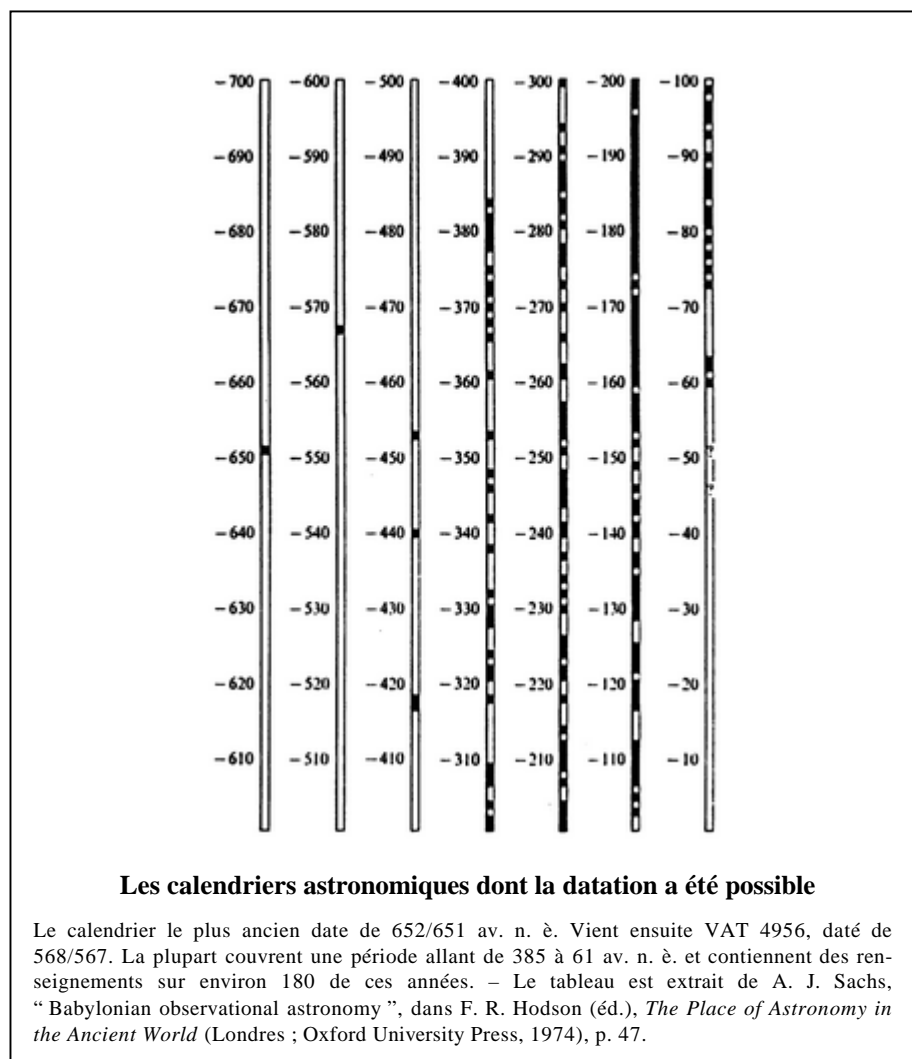 −700 −600 −500 −400 −300 −200 −100
−690 −590 −490 −390 −290 −190 −90
−680 −580 −480 −380 −280 −180 −80
−670 −570 −470 −370 −270 −170 −70
−660 −560 −460 −360 −260 −160 −60
−650 −550 −450 −350 −250 −150 −50
−640 −540 −440 −340 −240 −140 −40
−630 −530 −430 −330 −230 −130 −30
−620 −520 −420 −320 −220 −120 −20
−610 −510 −410 −310 −210 −110 −10
Les calendriers astronomiques dont la datation a été possible
Le calendrier le plus ancien date de 652/651 av. n. è. Vient ensuite VAT 4956, daté de
568/567. La plupart couvrent une période allant de 385 à 61 av. n. è. et contiennent des ren-
seignements sur environ 180 de ces années. – Le tableau est extrait de A. J. Sachs,
“ Babylonian observational astronomy ”, dans F. R. Hodson (éd.), The Place of Astronomy in
the Ancient World (Londres ; Oxford University Press, 1974), p. 47.